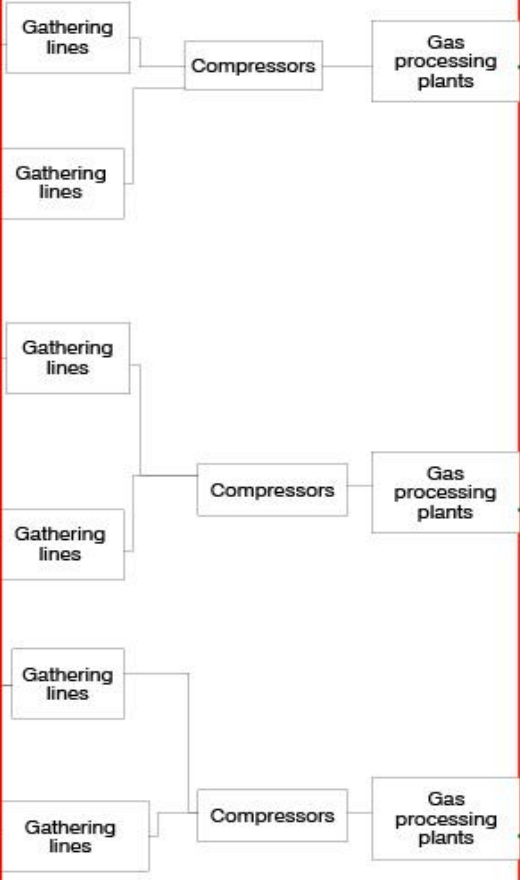 Gathering
lines
Compressors
Gas
processing
plants
Gathering
lines
Gathering
lines
Compressors
Gas
processing
plants
Gathering
lines
Gathering
lines
Compressors
Gas
processing
plants
Gathering
lines